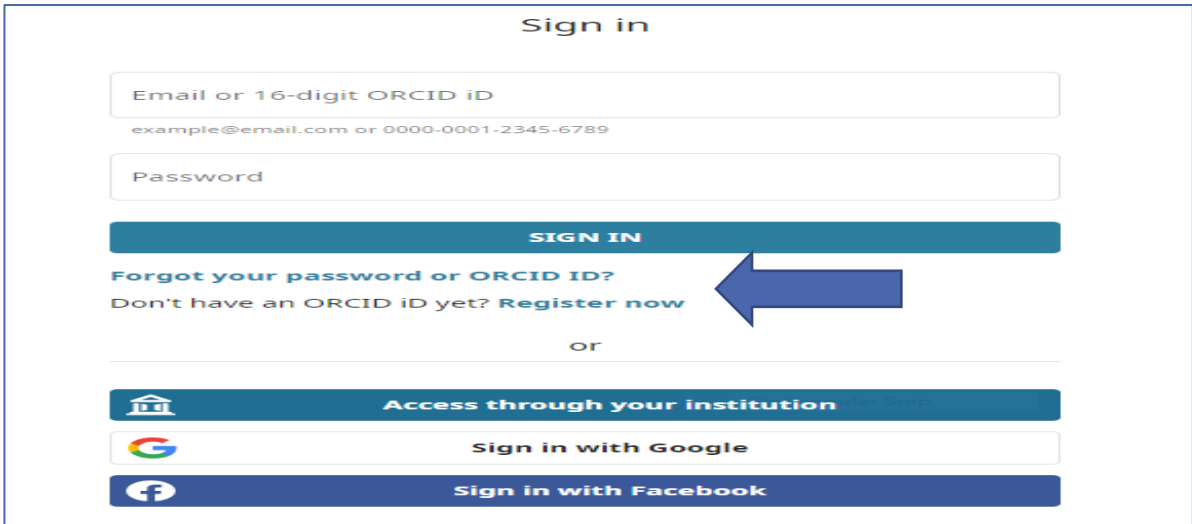 Sign in
Email or 16-digit ORCID iD
example@email.com or 0000-0001-2345-6789
Password
SIGN IN
Forgot your password or ORCID ID?
Don't have an ORCID iD yet? Register now
or
Access through your institution
Sign in with Google
Sign in with Facebook